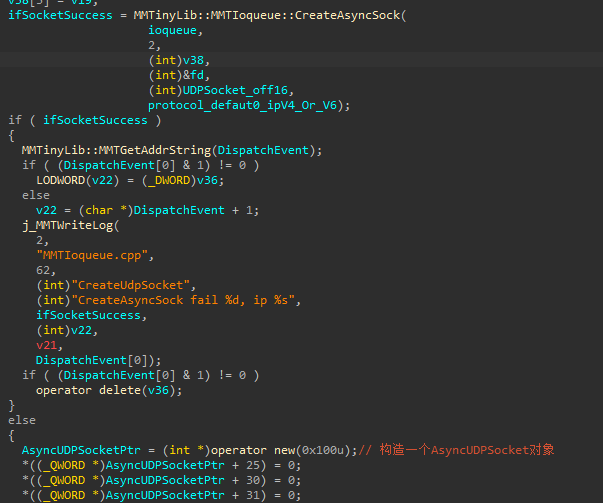 ifSocketSuccess = MMTinyLib::MMTIoqueue::CreateAsyncSock(
ioqueue,
2,
(int)v38,
(int)&fd,
(int)UDPSocket_off16,
protocol_defaut0_ipV4_Or_V6);
if ( ifSocketSuccess )
{
MMTinyLib::MMTGetAddrString(DispatchEvent);
if ( (DispatchEvent[0] & 1) != 0 )
LODWORD(v22) = (_DWORD)v36;
else
v22 = (char *)DispatchEvent + 1;
j_MMTWriteLog(
2,
"MMTIoqueue.cpp",
62,
(int)"CreateUdpSocket",
(int)"CreateAsyncSock fail %d, ip %s",
ifSocketSuccess,
(int)v22,
v21,
DispatchEvent[0]);
if ( (DispatchEvent[0] & 1) != 0 )
operator delete(v36);
}
else
{
AsyncUDPSocketPtr = (int *)operator new(0x100u);// 构造一个AsyncUDPSocket对象
*((_QWORD *)AsyncUDPSocketPtr + 25) = 0;
*((_QWORD *)AsyncUDPSocketPtr + 30) = 0;
*((_QWORD *)AsyncUDPSocketPtr + 31) = 0;